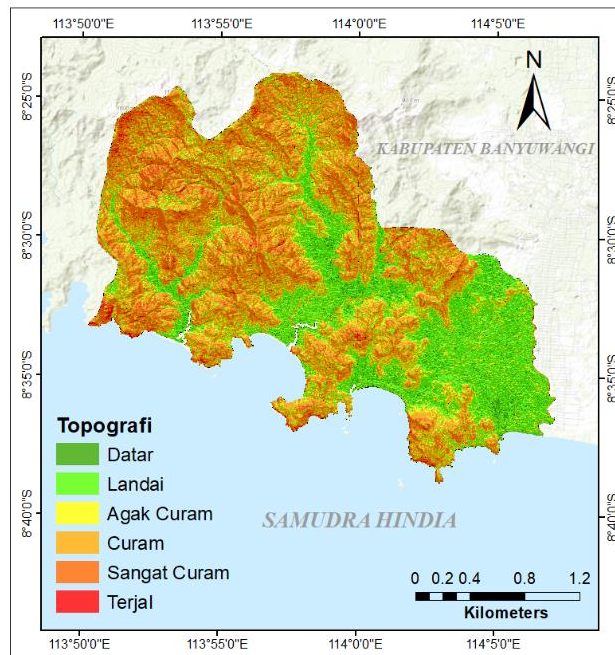 113°50'0"E 113°55'0"E 114°0'0"E 114°5'0"E
N
KABUPATEN BANYUWANGI
8°25'0"S 8°25'0"S
8°30'0"S 8°30'0"S
8°35'0"S 8°35'0"S
8°40'0"S 8°40'0"S
Topografi
Datar
Landai
Agak Curam
Curam
Sangat Curam
Terjal
SAMUDRA HINDIA
0 0.2 0.4 0.8 1.2
Kilometers
113°50'0"E 113°55'0"E 114°0'0"E 114°5'0"E